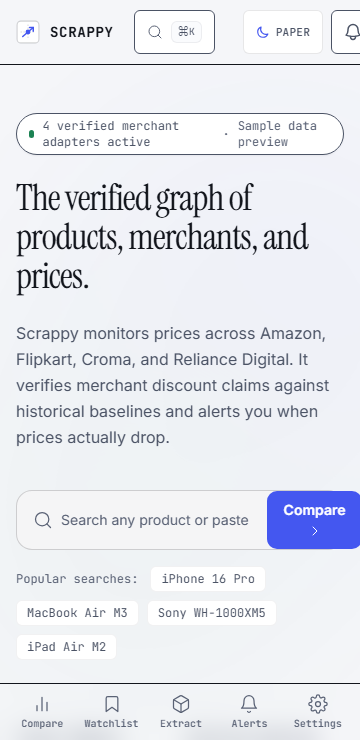 SCRAPPY
⌘K
PAPER
4 verified merchant
adapters active
·
Sample data
preview
The verified graph of
products, merchants, and
prices.
Scrappy monitors prices across Amazon,
Flipkart, Croma, and Reliance Digital. It
verifies merchant discount claims against
historical baselines and alerts you when
prices actually drop.
Search any product or paste
Compare
Popular searches: iPhone 16 Pro
MacBook Air M3 Sony WH-1000XM5
iPad Air M2
Compare Watchlist Extract Alerts Settings